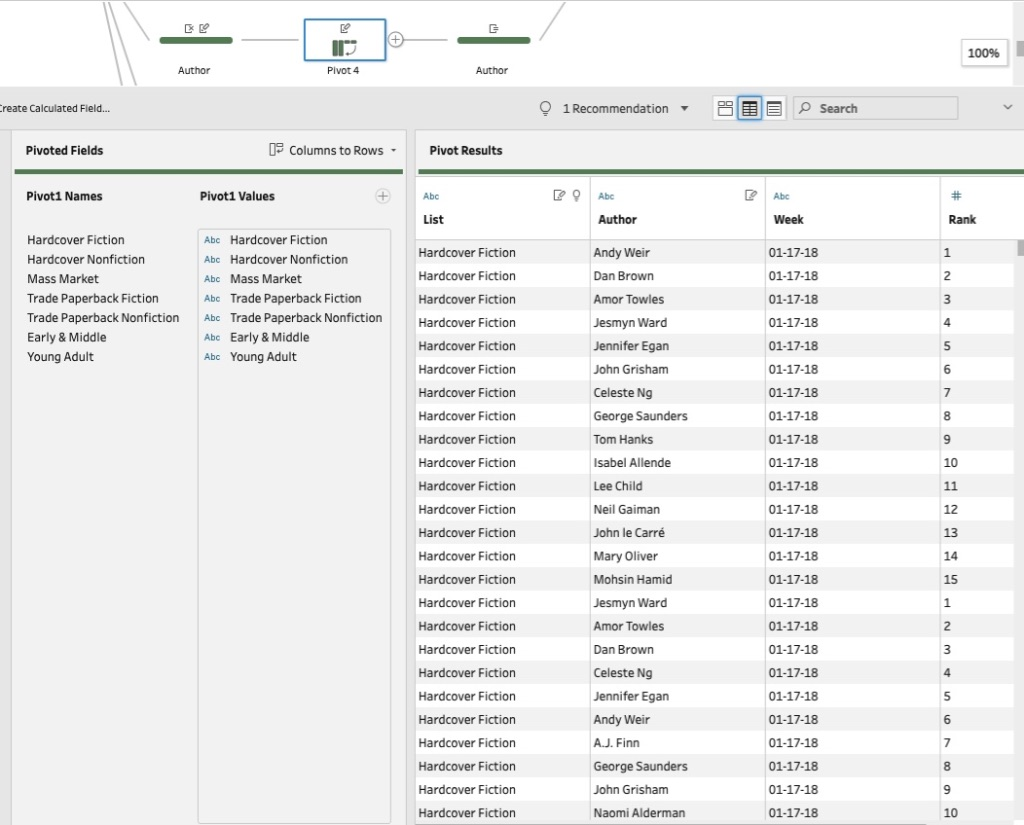 Author
Pivot 4
Author
100%
Create Calculated Field...
1 Recommendation
Search
Pivoted Fields
Columns to Rows
Pivot1 Names
Pivot1 Values
Hardcover Fiction
Abc Hardcover Fiction
Hardcover Nonfiction
Abc Hardcover Nonfiction
Mass Market
Abc Mass Market
Trade Paperback Fiction
Abc Trade Paperback Fiction
Trade Paperback Nonfiction
Abc Trade Paperback Nonfiction
Early & Middle
Abc Early & Middle
Young Adult
Abc Young Adult
Pivot Results
Abc Abc Abc #
List Author Week Rank
Hardcover Fiction Andy Weir 01-17-18 1
Hardcover Fiction Dan Brown 01-17-18 2
Hardcover Fiction Amor Towles 01-17-18 3
Hardcover Fiction Jesmyn Ward 01-17-18 4
Hardcover Fiction Jennifer Egan 01-17-18 5
Hardcover Fiction John Grisham 01-17-18 6
Hardcover Fiction Celeste Ng 01-17-18 7
Hardcover Fiction George Saunders 01-17-18 8
Hardcover Fiction Tom Hanks 01-17-18 9
Hardcover Fiction Isabel Allende 01-17-18 10
Hardcover Fiction Lee Child 01-17-18 11
Hardcover Fiction Neil Gaiman 01-17-18 12
Hardcover Fiction John le Carré 01-17-18 13
Hardcover Fiction Mary Oliver 01-17-18 14
Hardcover Fiction Mohsin Hamid 01-17-18 15
Hardcover Fiction Jesmyn Ward 01-17-18 1
Hardcover Fiction Amor Towles 01-17-18 2
Hardcover Fiction Dan Brown 01-17-18 3
Hardcover Fiction Celeste Ng 01-17-18 4
Hardcover Fiction Jennifer Egan 01-17-18 5
Hardcover Fiction Andy Weir 01-17-18 6
Hardcover Fiction A.J. Finn 01-17-18 7
Hardcover Fiction George Saunders 01-17-18 8
Hardcover Fiction John Grisham 01-17-18 9
Hardcover Fiction Naomi Alderman 01-17-18 10